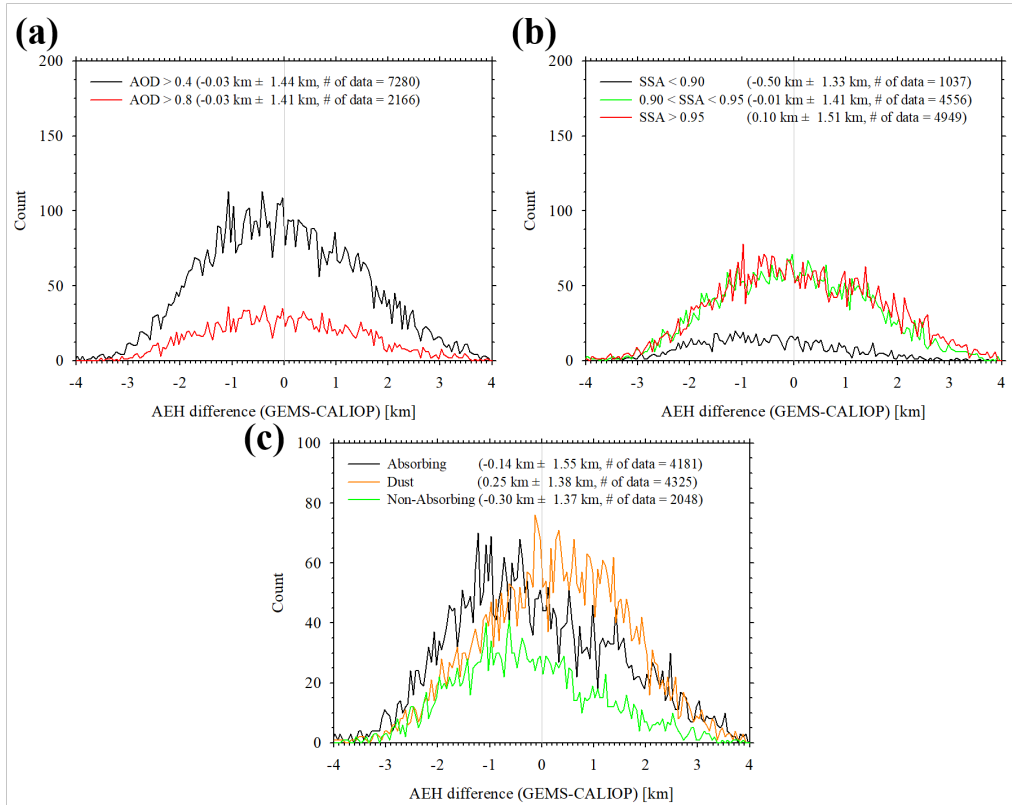 (a)
200
150
100
50
0
Count
AOD > 0.4 (-0.03 km ± 1.44 km, # of data = 7280)
AOD > 0.8 (-0.03 km ± 1.41 km, # of data = 2166)
-4 -3 -2 -1 0 1 2 3 4
AEH difference (GEMS-CALIOP) [km]
(b)
200
150
100
50
0
Count
SSA < 0.90 (-0.50 km ± 1.33 km, # of data = 1037)
0.90 < SSA < 0.95 (-0.01 km ± 1.41 km, # of data = 4556)
SSA > 0.95 (0.10 km ± 1.51 km, # of data = 4949)
-4 -3 -2 -1 0 1 2 3 4
AEH difference (GEMS-CALIOP) [km]
(c)
100
80
60
40
20
0
Count
Absorbing (-0.14 km ± 1.55 km, # of data = 4181)
Dust (0.25 km ± 1.38 km, # of data = 4325)
Non-Absorbing (-0.30 km ± 1.37 km, # of data = 2048)
-4 -3 -2 -1 0 1 2 3 4
AEH difference (GEMS-CALIOP) [km]